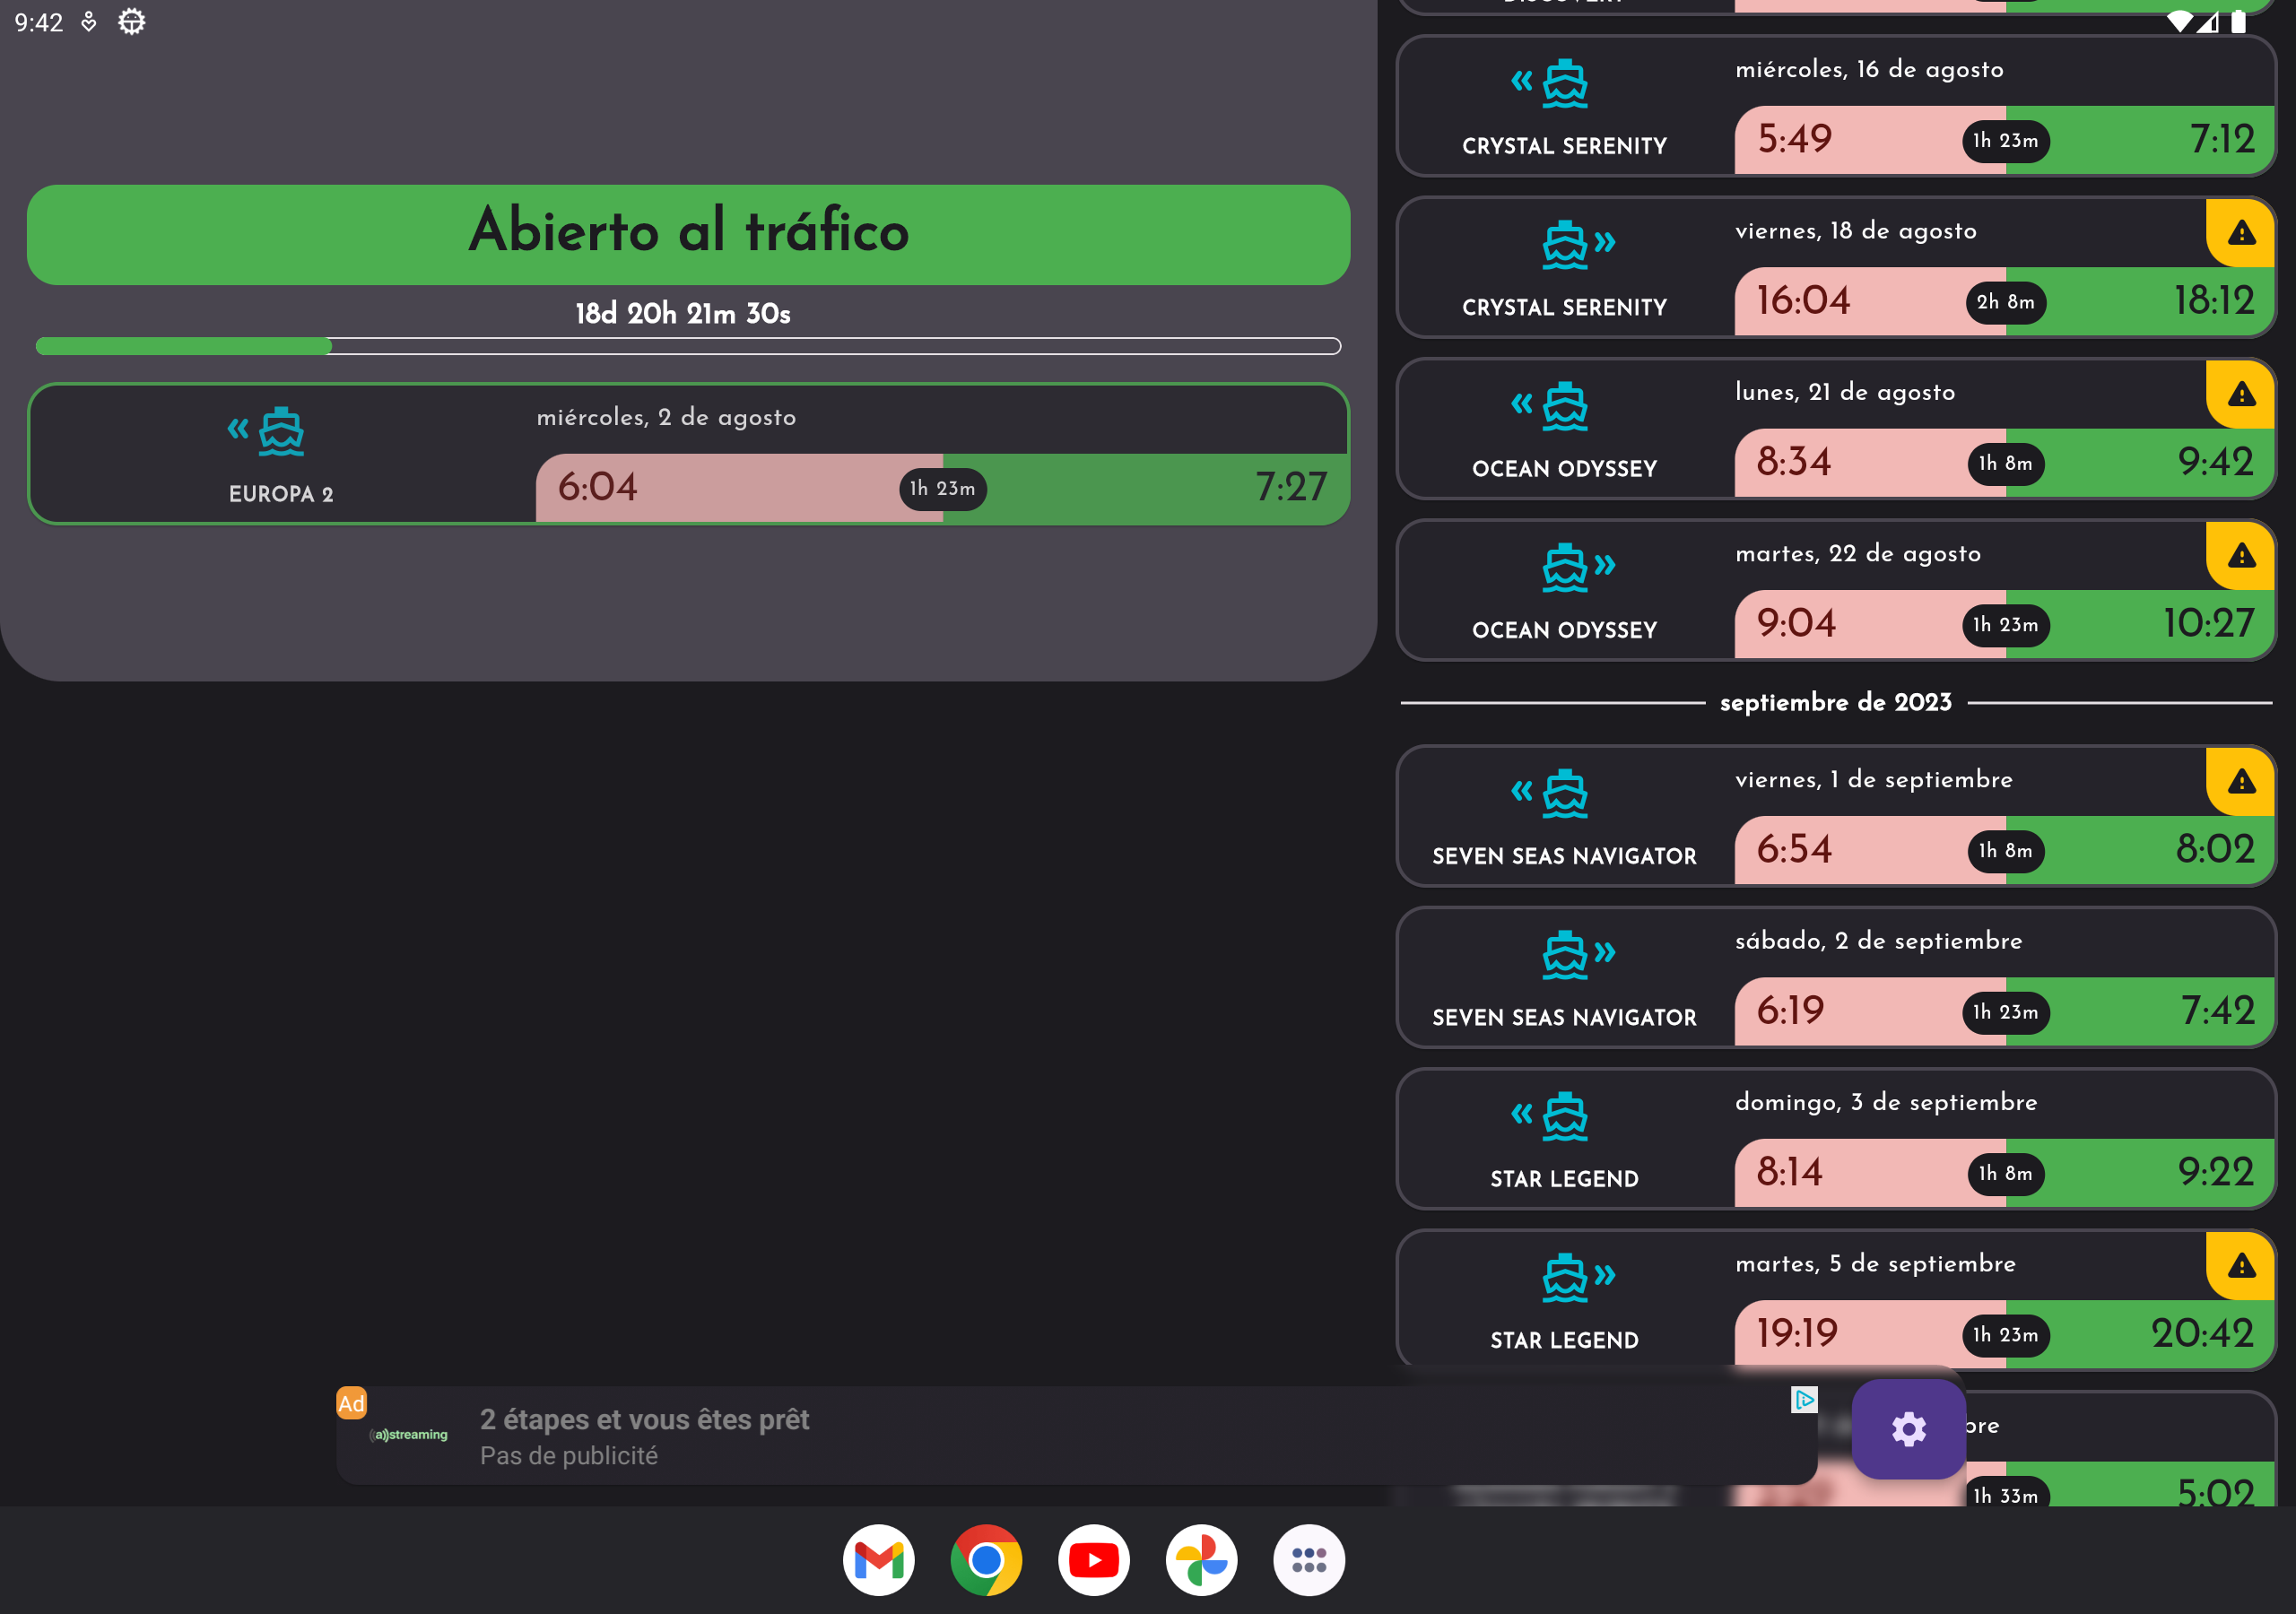 9:42
Abierto al tráfico
18d 20h 21m 30s
miércoles, 2 de agosto
EUROPA 2
6:04
1h 23m
7:27
DISCOVERY
miércoles, 16 de agosto
CRYSTAL SERENITY
5:49
1h 23m
7:12
viernes, 18 de agosto
CRYSTAL SERENITY
16:04
2h 8m
18:12
lunes, 21 de agosto
OCEAN ODYSSEY
8:34
1h 8m
9:42
martes, 22 de agosto
OCEAN ODYSSEY
9:04
1h 23m
10:27
septiembre de 2023
viernes, 1 de septiembre
SEVEN SEAS NAVIGATOR
6:54
1h 8m
8:02
sábado, 2 de septiembre
SEVEN SEAS NAVIGATOR
6:19
1h 23m
7:42
domingo, 3 de septiembre
STAR LEGEND
8:14
1h 8m
9:22
martes, 5 de septiembre
STAR LEGEND
19:19
1h 23m
20:42
bre
1h 33m
5:02
Ad
((a))streaming
2 étapes et vous êtes prêt
Pas de publicité